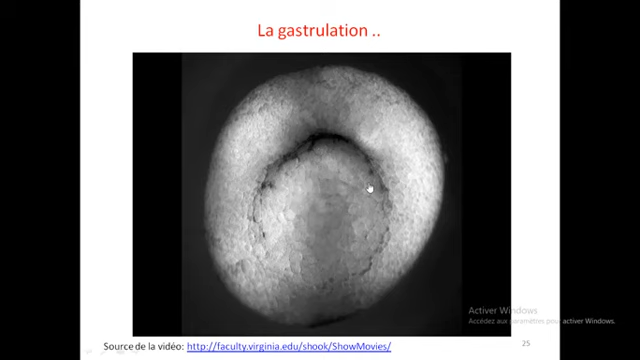 La gastrulation ..
Activer Windows
Accédez aux paramètres pour activer Windows.
Source de la vidéo: http://faculty.virginia.edu/shook/ShowMovies/
25